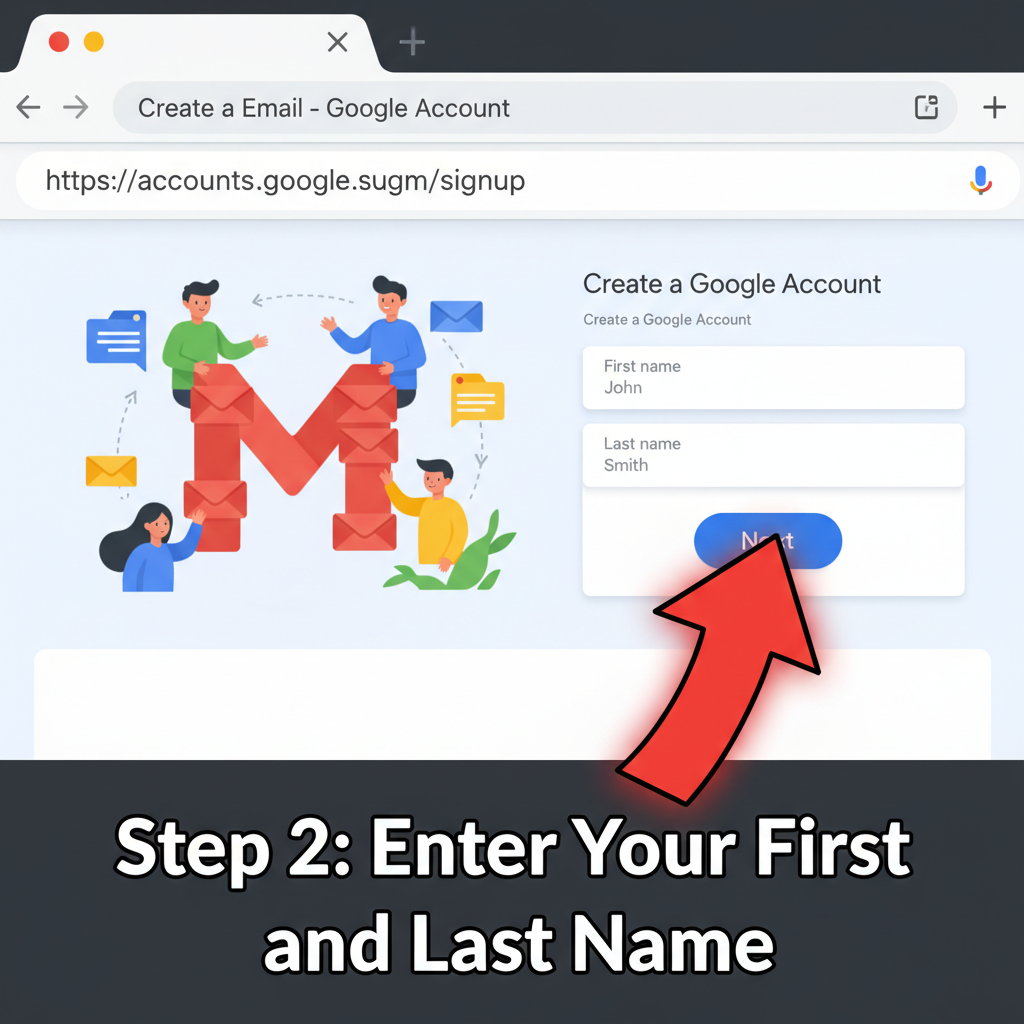 Create a Email - Google Account
https://accounts.google.sugm/signup
Create a Google Account
Create a Google Account
First name
John
Last name
Smith
Next
Step 2: Enter Your First
and Last Name